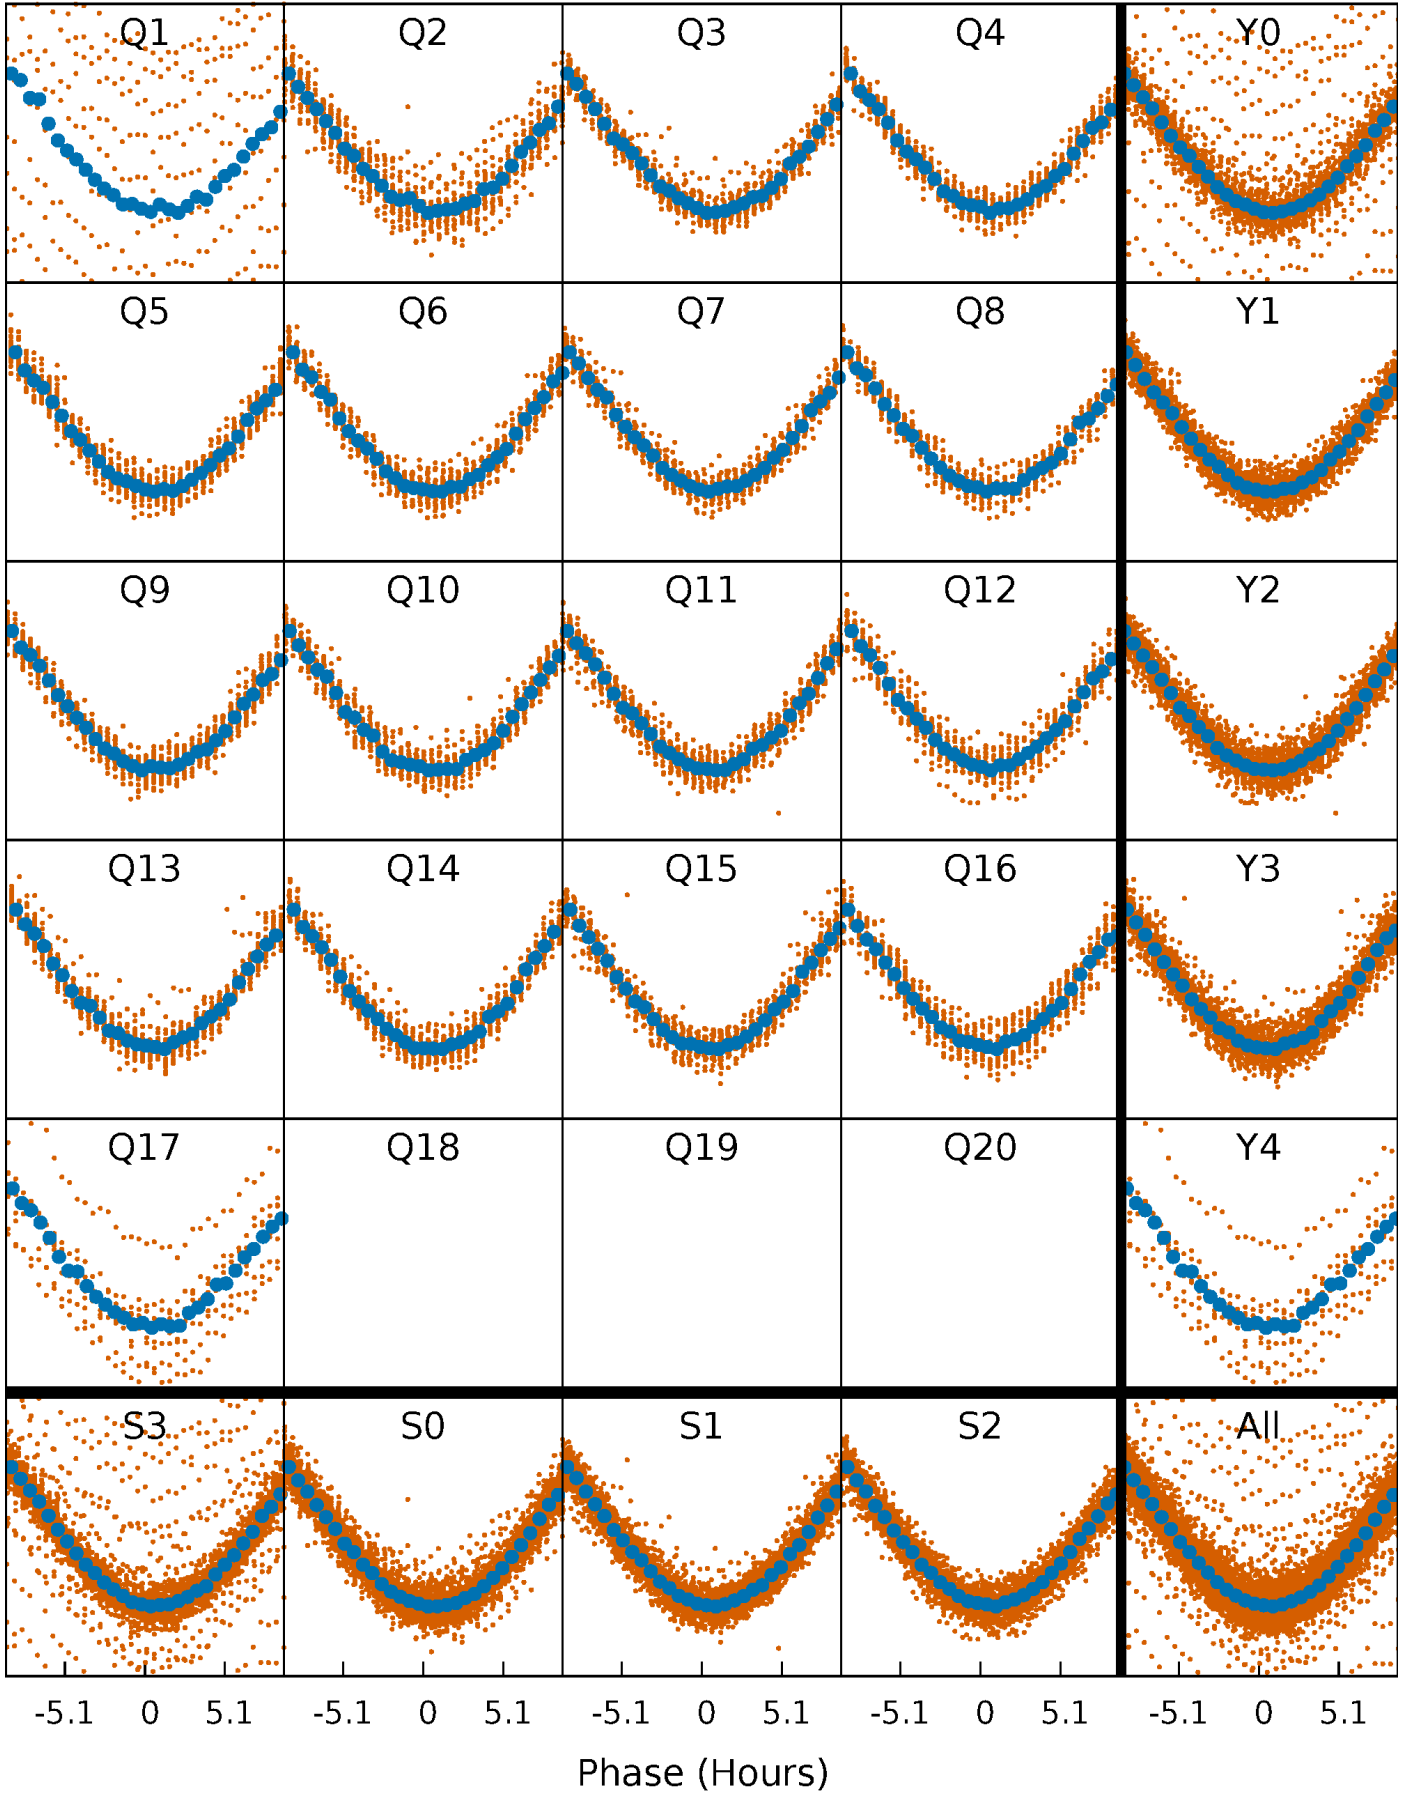 Q1 Q2 Q3 Q4 Y0
Q5 Q6 Q7 Q8 Y1
Q9 Q10 Q11 Q12 Y2
Q13 Q14 Q15 Q16 Y3
Q17 Q18 Q19 Q20 Y4
S3 S0 S1 S2 All
-5.1 0 5.1 -5.1 0 5.1 -5.1 0 5.1 -5.1 0 5.1 -5.1 0 5.1
Phase (Hours)